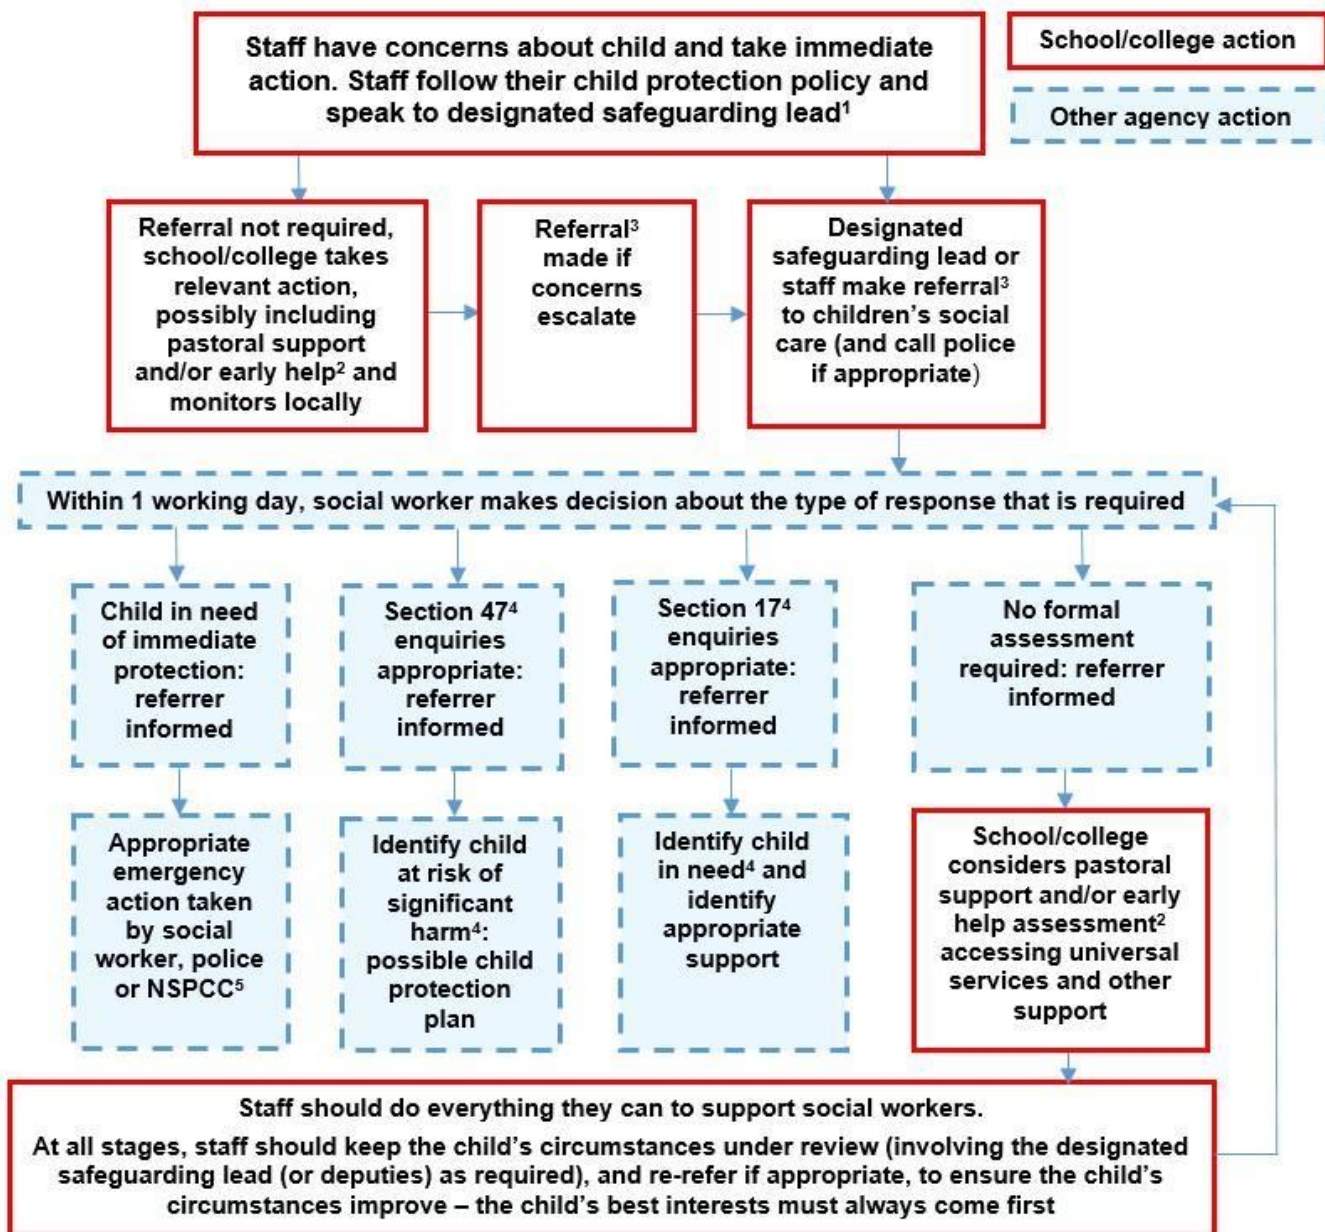 Staff have concerns about child and take immediate
action. Staff follow their child protection policy and
speak to designated safeguarding lead¹
School/college action
Other agency action
Referral not required,
school/college takes
relevant action,
possibly including
pastoral support
and/or early help² and
monitors locally
Referral³
made if
concerns
escalate
Designated
safeguarding lead or
staff make referral³
to children’s social
care (and call police
if appropriate)
Within 1 working day, social worker makes decision about the type of response that is required
Child in need
of immediate
protection:
referrer
informed
Section 47⁴
enquiries
appropriate:
referrer
informed
Section 17⁴
enquiries
appropriate:
referrer
informed
No formal
assessment
required: referrer
informed
Appropriate
emergency
action taken
by social
worker, police
or NSPCC⁵
Identify child
at risk of
significant
harm⁴:
possible child
protection
plan
Identify child
in need⁴ and
identify
appropriate
support
School/college
considers pastoral
support and/or early
help assessment²
accessing universal
services and other
support
Staff should do everything they can to support social workers.
At all stages, staff should keep the child’s circumstances under review (involving the designated
safeguarding lead (or deputies) as required), and re-refer if appropriate, to ensure the child’s
circumstances improve – the child’s best interests must always come first